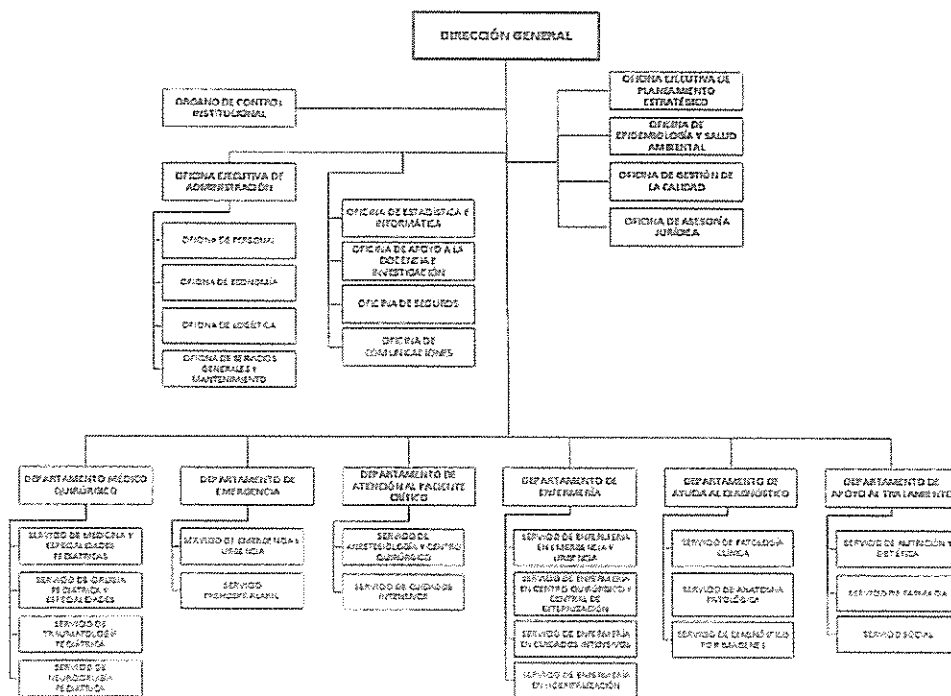 DIRECCIÓN GENERAL
ÓRGANO DE CONTROL
INSTITUCIONAL
OFICINA EJECUTIVA DE
PLANEAMIENTO
ESTRATÉGICO
OFICINA DE
EPIDEMIOLOGÍA Y SALUD
AMBIENTAL
OFICINA DE GESTIÓN DE
LA CALIDAD
OFICINA DE ASESORÍA
JURÍDICA
OFICINA EJECUTIVA DE
ADMINISTRACIÓN
OFICINA DE PERSONAL
OFICINA DE ECONOMÍA
OFICINA DE LOGÍSTICA
OFICINA DE SERVICIOS
GENERALES Y
MANTENIMIENTO
OFICINA DE ESTADÍSTICA E
INFORMÁTICA
OFICINA DE APOYO A LA
DOCENCIA E
INVESTIGACIÓN
OFICINA DE SEGUROS
OFICINA DE
COMUNICACIONES
DEPARTAMENTO MÉDICO
QUIRÚRGICO
SERVICIO DE MEDICINA Y
ESPECIALIDADES
PEDIÁTRICAS
SERVICIO DE CIRUGÍA
PEDIÁTRICA Y
ESPECIALIDADES
SERVICIO DE
TRAUMATOLOGÍA
PEDIÁTRICA
SERVICIO DE
NEUROCIRUGÍA
PEDIÁTRICA
DEPARTAMENTO DE
EMERGENCIA
SERVICIO DE EMERGENCIA Y
URGENCIA
SERVICIO
PREHOSPITALARIO
DEPARTAMENTO DE
ATENCIÓN AL PACIENTE
CRÍTICO
SERVICIO DE
ANESTESIOLOGÍA Y CENTRO
QUIRÚRGICO
SERVICIO DE CUIDADOS
INTENSIVOS
DEPARTAMENTO DE
ENFERMERÍA
SERVICIO DE ENFERMERÍA
EN EMERGENCIA Y
URGENCIA
SERVICIO DE ENFERMERÍA
EN CENTRO QUIRÚRGICO Y
CENTRAL DE
ESTERILIZACIÓN
SERVICIO DE ENFERMERÍA
EN CUIDADOS INTENSIVOS
SERVICIO DE ENFERMERÍA
EN HOSPITALIZACIÓN
DEPARTAMENTO DE
AYUDA AL DIAGNÓSTICO
SERVICIO DE PATOLOGÍA
CLÍNICA
SERVICIO DE ANATOMÍA
PATOLÓGICA
SERVICIO DE DIAGNÓSTICO
POR IMÁGENES
DEPARTAMENTO DE
APOYO AL TRATAMIENTO
SERVICIO DE NUTRICIÓN Y
DIETÉTICA
SERVICIO DE FARMACIA
SERVICIO SOCIAL